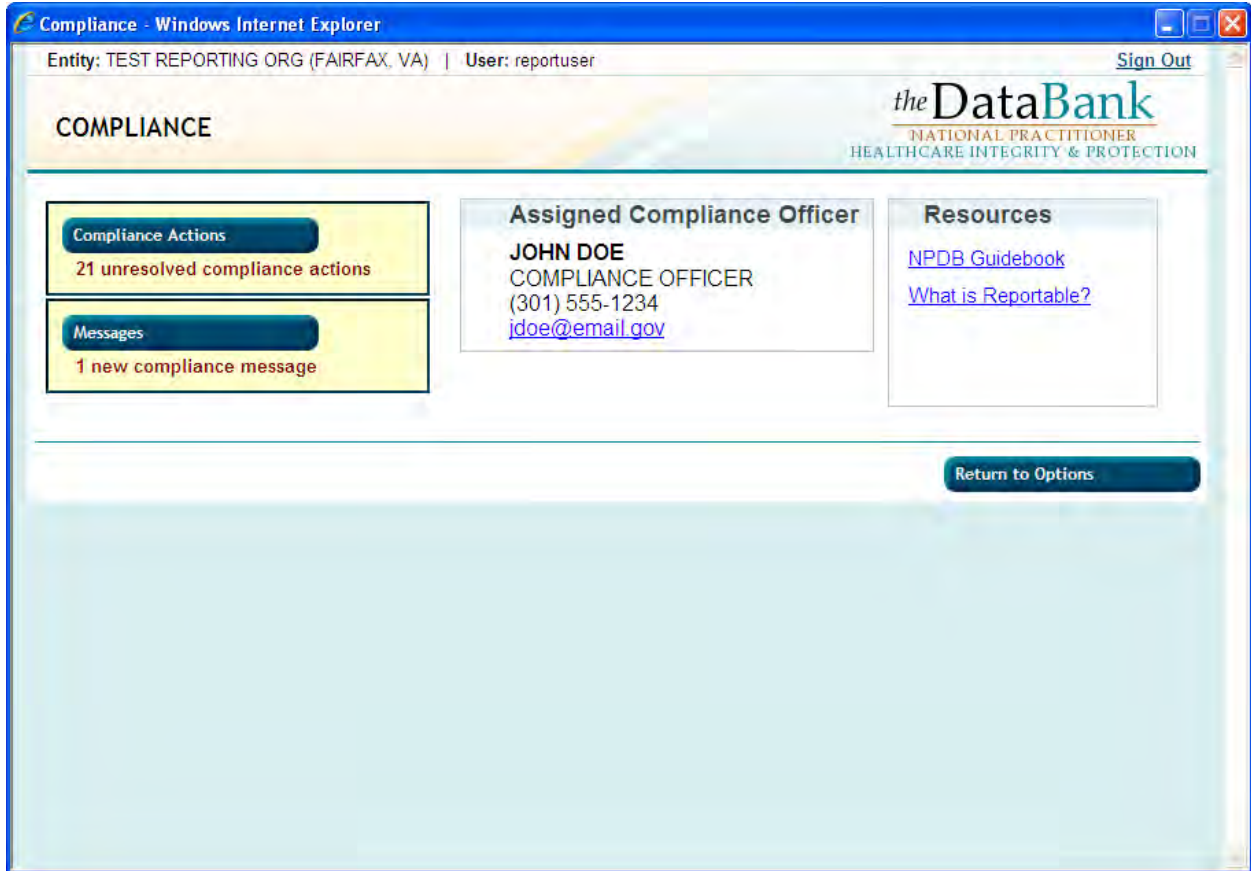 Compliance - Windows Internet Explorer
Entity: TEST REPORTING ORG (FAIRFAX, VA) | User: reportuser
Sign Out
COMPLIANCE
the DataBank
NATIONAL PRACTITIONER
HEALTHCARE INTEGRITY & PROTECTION
Compliance Actions
21 unresolved compliance actions
Messages
1 new compliance message
Assigned Compliance Officer
JOHN DOE
COMPLIANCE OFFICER
(301) 555-1234
jdoe@email.gov
Resources
NPDB Guidebook
What is Reportable?
Return to Options